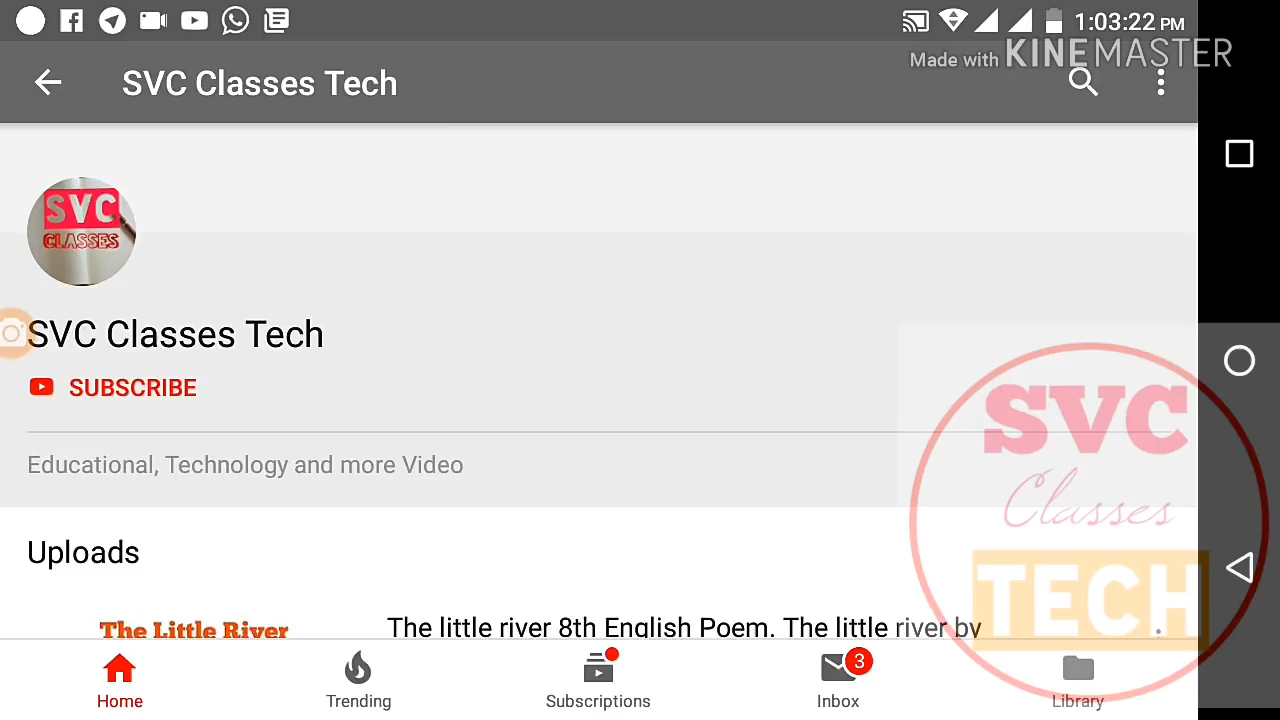 1:03:22 PM
Made with KINEMASTER
SVC Classes Tech
SVC
CLASSES
SVC Classes Tech
SUBSCRIBE
Educational, Technology and more Video
SVC
Classes
TECH
Uploads
The Little River
The little river 8th English Poem. The little river by
Home
Trending
Subscriptions
3
Inbox
Library